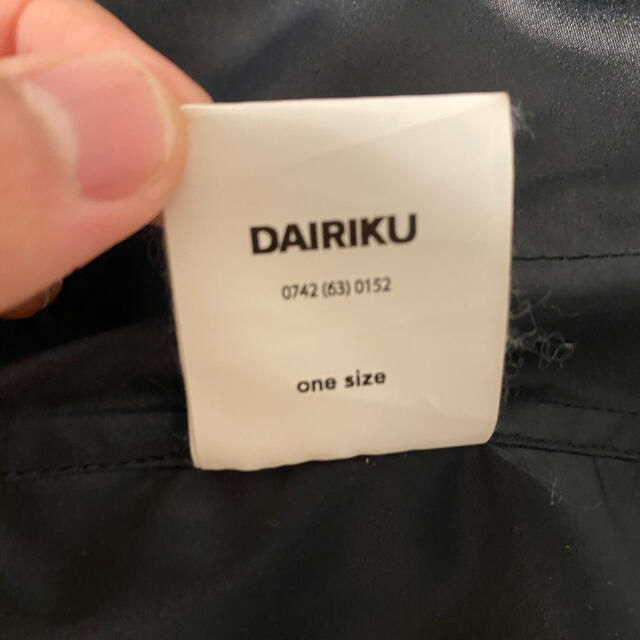 DAIRIKU
0742 (63) 0152
one size